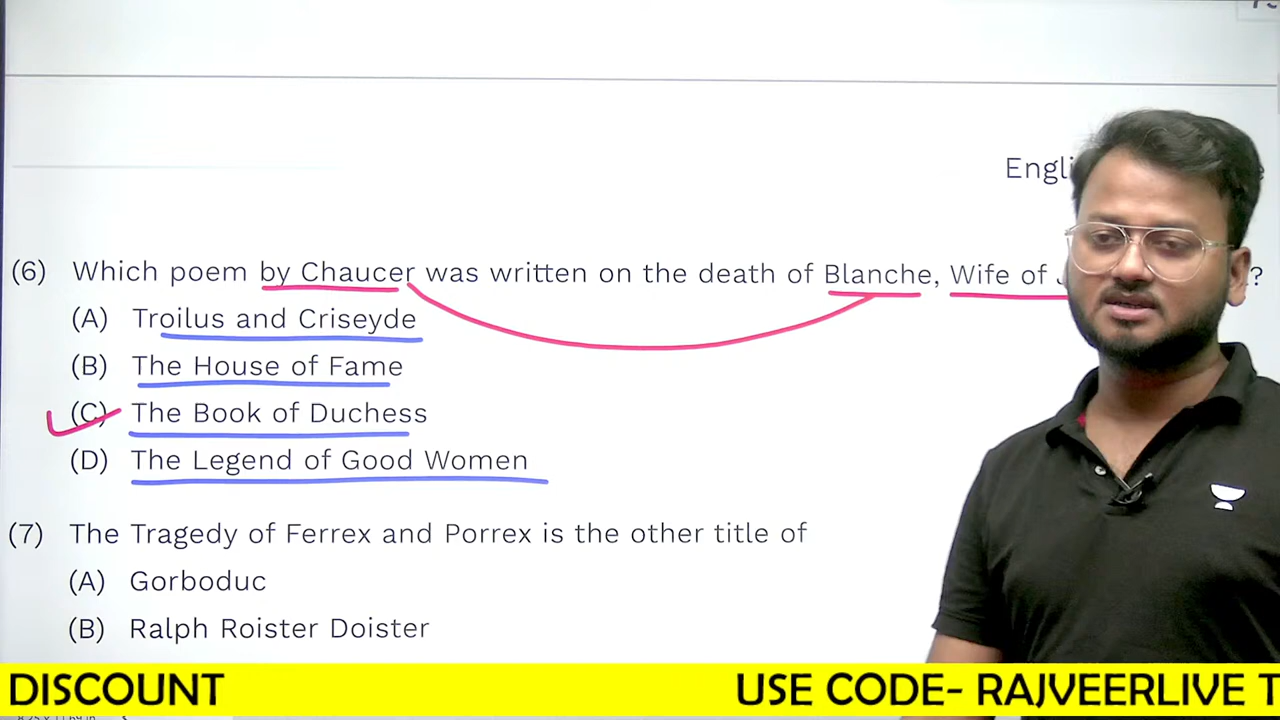 Engli
(6) Which poem by Chaucer was written on the death of Blanche, Wife of ?
(A) Troilus and Criseyde
(B) The House of Fame
(C) The Book of Duchess
(D) The Legend of Good Women
(7) The Tragedy of Ferrex and Porrex is the other title of
(A) Gorboduc
(B) Ralph Roister Doister
DISCOUNT USE CODE- RAJVEERLIVE T